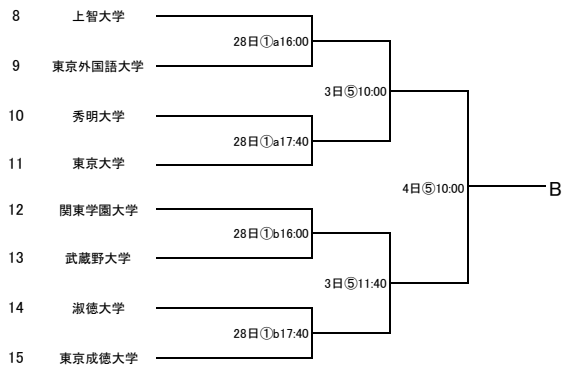 8 上智大学
28日①a16:00
9 東京外国語大学
3日⑤10:00
10 秀明大学
28日①a17:40
11 東京大学
4日⑤10:00
B
12 関東学園大学
28日①b16:00
13 武蔵野大学
3日⑤11:40
14 淑徳大学
28日①b17:40
15 東京成徳大学